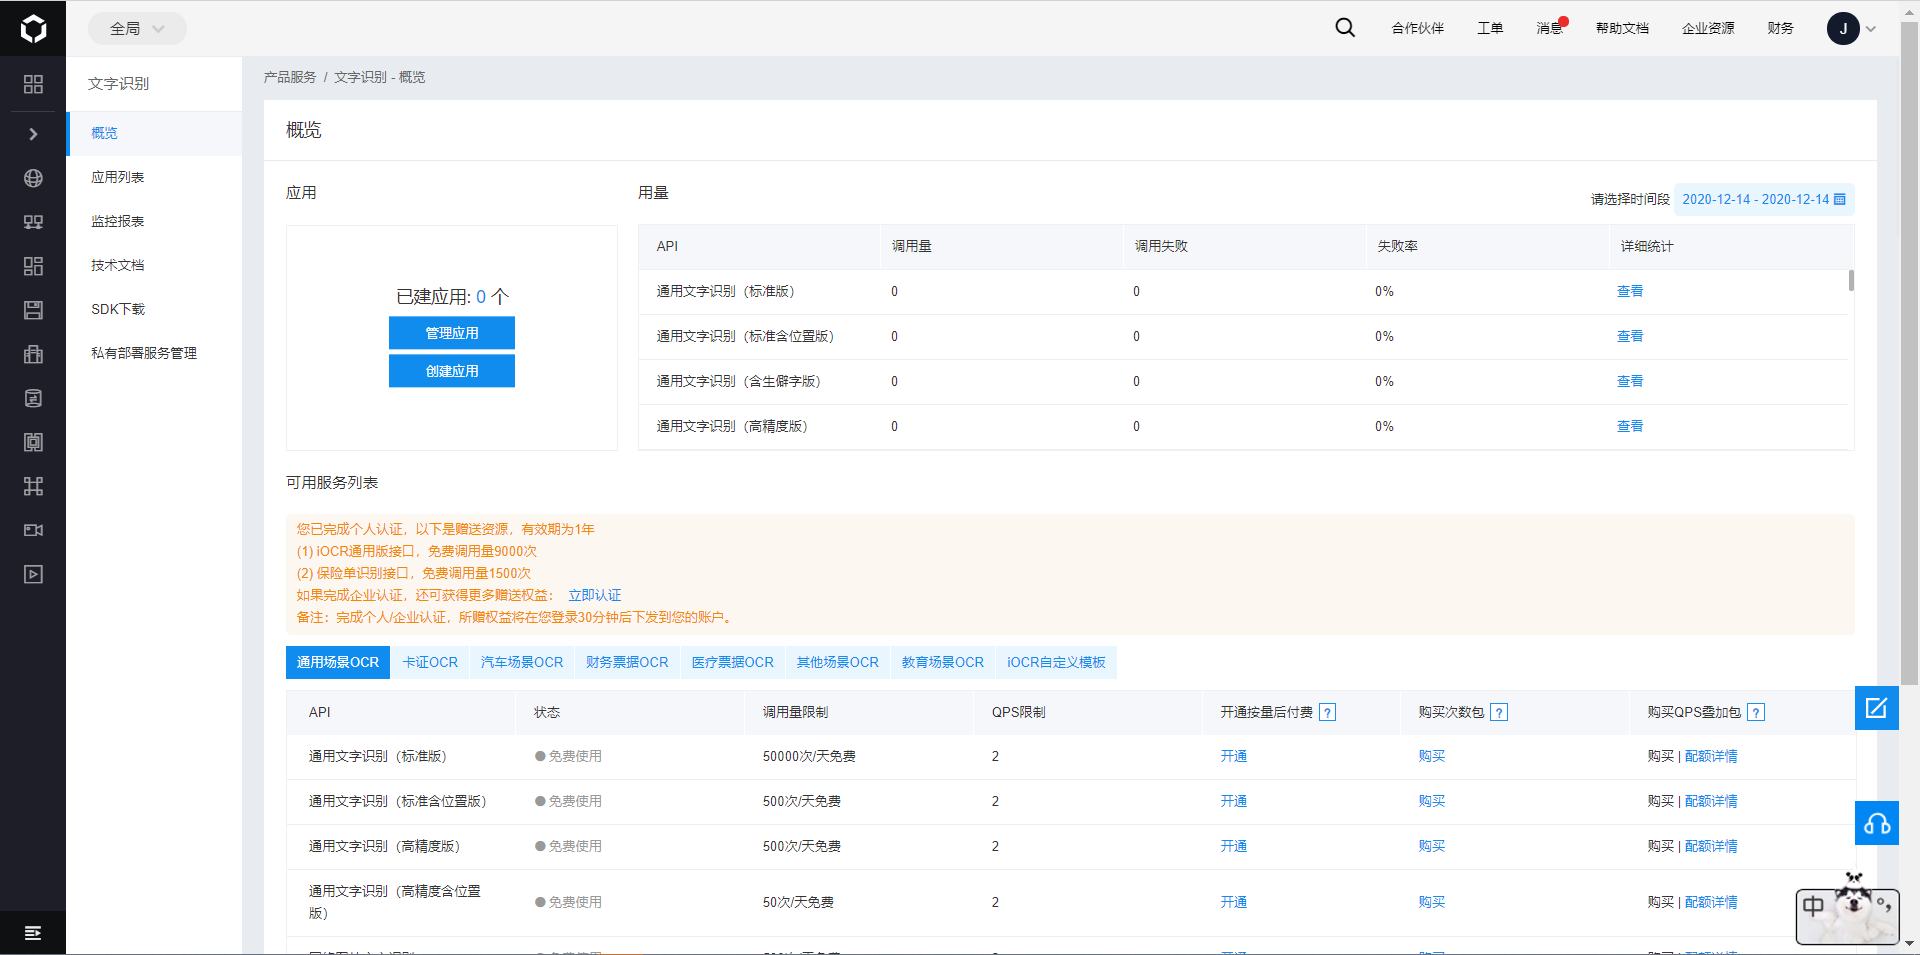 全局
合作伙伴
工单
消息
帮助文档
企业资源
财务
J
文字识别
概览
应用列表
监控报表
技术文档
SDK下载
私有部署服务管理
产品服务 / 文字识别 - 概览
概览
应用
已建应用: 0 个
管理应用
创建应用
用量
请选择时间段 2020-12-14 - 2020-12-14
API 调用量 调用失败 失败率 详细统计
通用文字识别（标准版） 0 0 0% 查看
通用文字识别（标准含位置版） 0 0 0% 查看
通用文字识别（含生僻字版） 0 0 0% 查看
通用文字识别（高精度版） 0 0 0% 查看
可用服务列表
您已完成个人认证，以下是赠送资源，有效期为1年
(1) iOCR通用版接口，免费调用量9000次
(2) 保险单识别接口，免费调用量1500次
如果完成企业认证，还可获得更多赠送权益： 立即认证
备注：完成个人/企业认证，所赠权益将在您登录30分钟后下发到您的账户。
通用场景OCR 卡证OCR 汽车场景OCR 财务票据OCR 医疗票据OCR 其他场景OCR 教育场景OCR iOCR自定义模板
API 状态 调用量限制 QPS限制 开通按量后付费 ? 购买次数包 ? 购买QPS叠加包 ?
通用文字识别（标准版） 免费使用 50000次/天免费 2 开通 购买 购买 | 配额详情
通用文字识别（标准含位置版） 免费使用 500次/天免费 2 开通 购买 购买 | 配额详情
通用文字识别（高精度版） 免费使用 500次/天免费 2 开通 购买 购买 | 配额详情
通用文字识别（高精度含位置
版） 免费使用 50次/天免费 2 开通 购买 购买 | 配额详情
中 °,